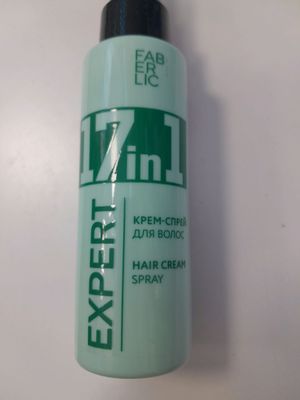 FAB
ER
LIC
17in1
EXPERT
КРЕМ-СПРЕЙ
ДЛЯ ВОЛОС
HAIR CREAM
SPRAY